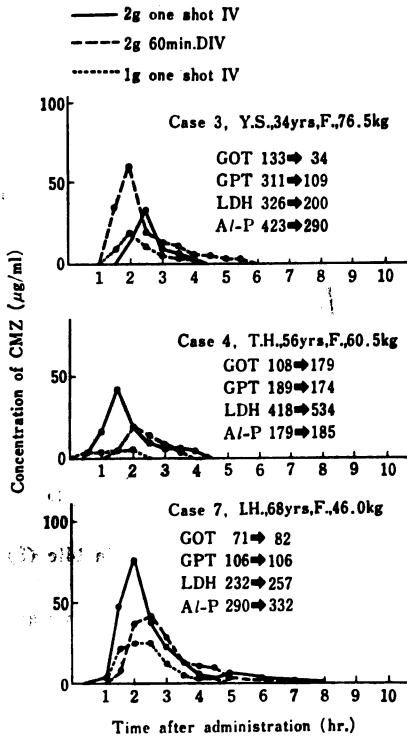 2g one shot IV
2g 60min.DIV
1g one shot IV
100
50
0
Case 3, Y.S.,34yrs,F.,76.5kg
GOT 133➡ 34
GPT 311➡109
LDH 326➡200
Al-P 423➡290
1 2 3 4 5 6 7 8 9 10
Concentration of CMZ (μg/ml)
50
0
Case 4, T.H.,56yrs,F.,60.5kg
GOT 108➡179
GPT 189➡174
LDH 418➡534
Al-P 179➡185
1 2 3 4 5 6 7 8 9 10
100
50
0
Case 7, I.H.,68yrs,F.,46.0kg
GOT 71➡ 82
GPT 106➡106
LDH 232➡257
Al-P 290➡332
1 2 3 4 5 6 7 8 9 10
Time after administration (hr.)